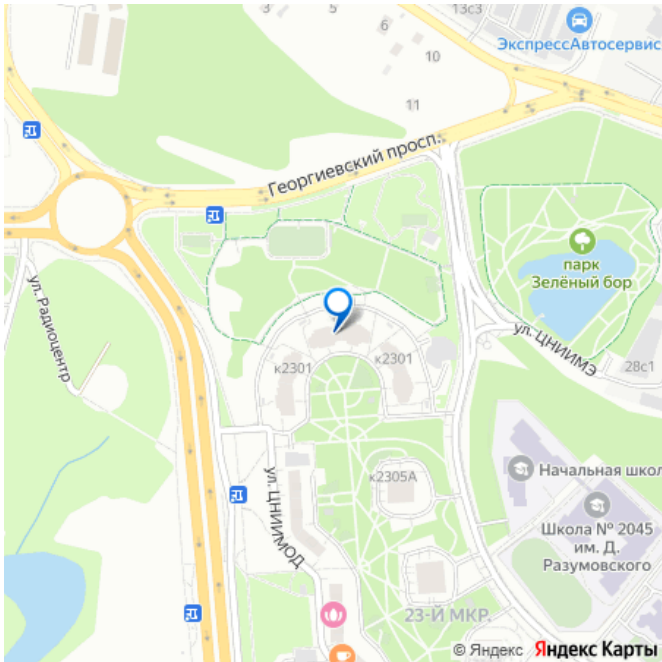 13с3
3
5
6
ЭкспрессАвтосервис
10
11
Георгиевский просп.
парк
Зелёный бор
ул. Радиоцентр
ул. ЦНИИМЭ
к2301
к2301
28с1
к2305А
Начальная школ
ул. ЦНИИМОД
Школа № 2045
им. Д.
Разумовского
23-Й МКР.
© Яндекс Яндекс Карты